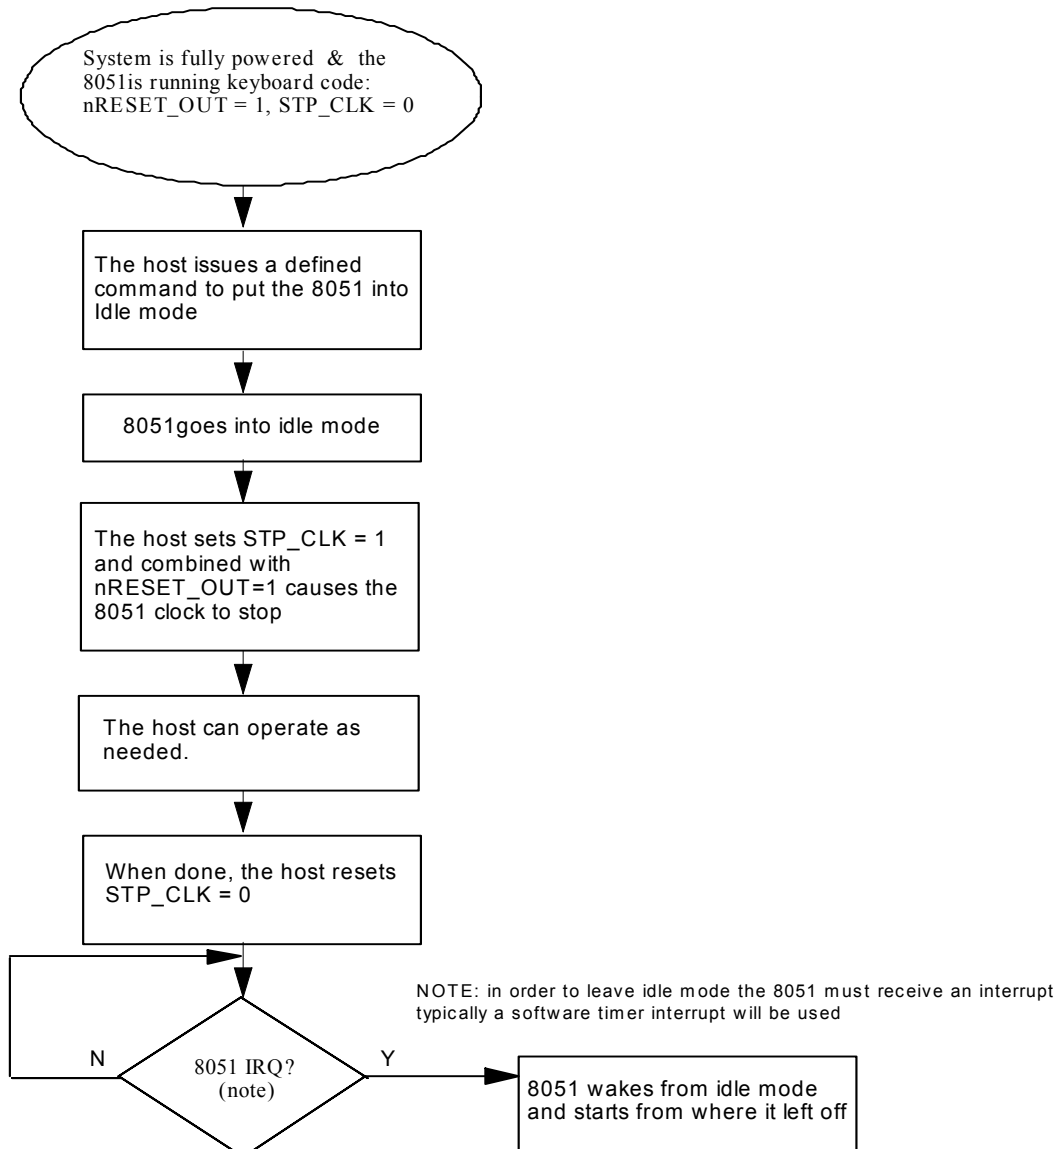 System is fully powered & the
8051is running keyboard code:
nRESET_OUT = 1, STP_CLK = 0
The host issues a defined
command to put the 8051 into
Idle mode
8051goes into idle mode
The host sets STP_CLK = 1
and combined with
nRESET_OUT=1 causes the
8051 clock to stop
The host can operate as
needed.
When done, the host resets
STP_CLK = 0
NOTE: in order to leave idle mode the 8051 must receive an interrupt
typically a software timer interrupt will be used
N
8051 IRQ?
(note)
Y
8051 wakes from idle mode
and starts from where it left off